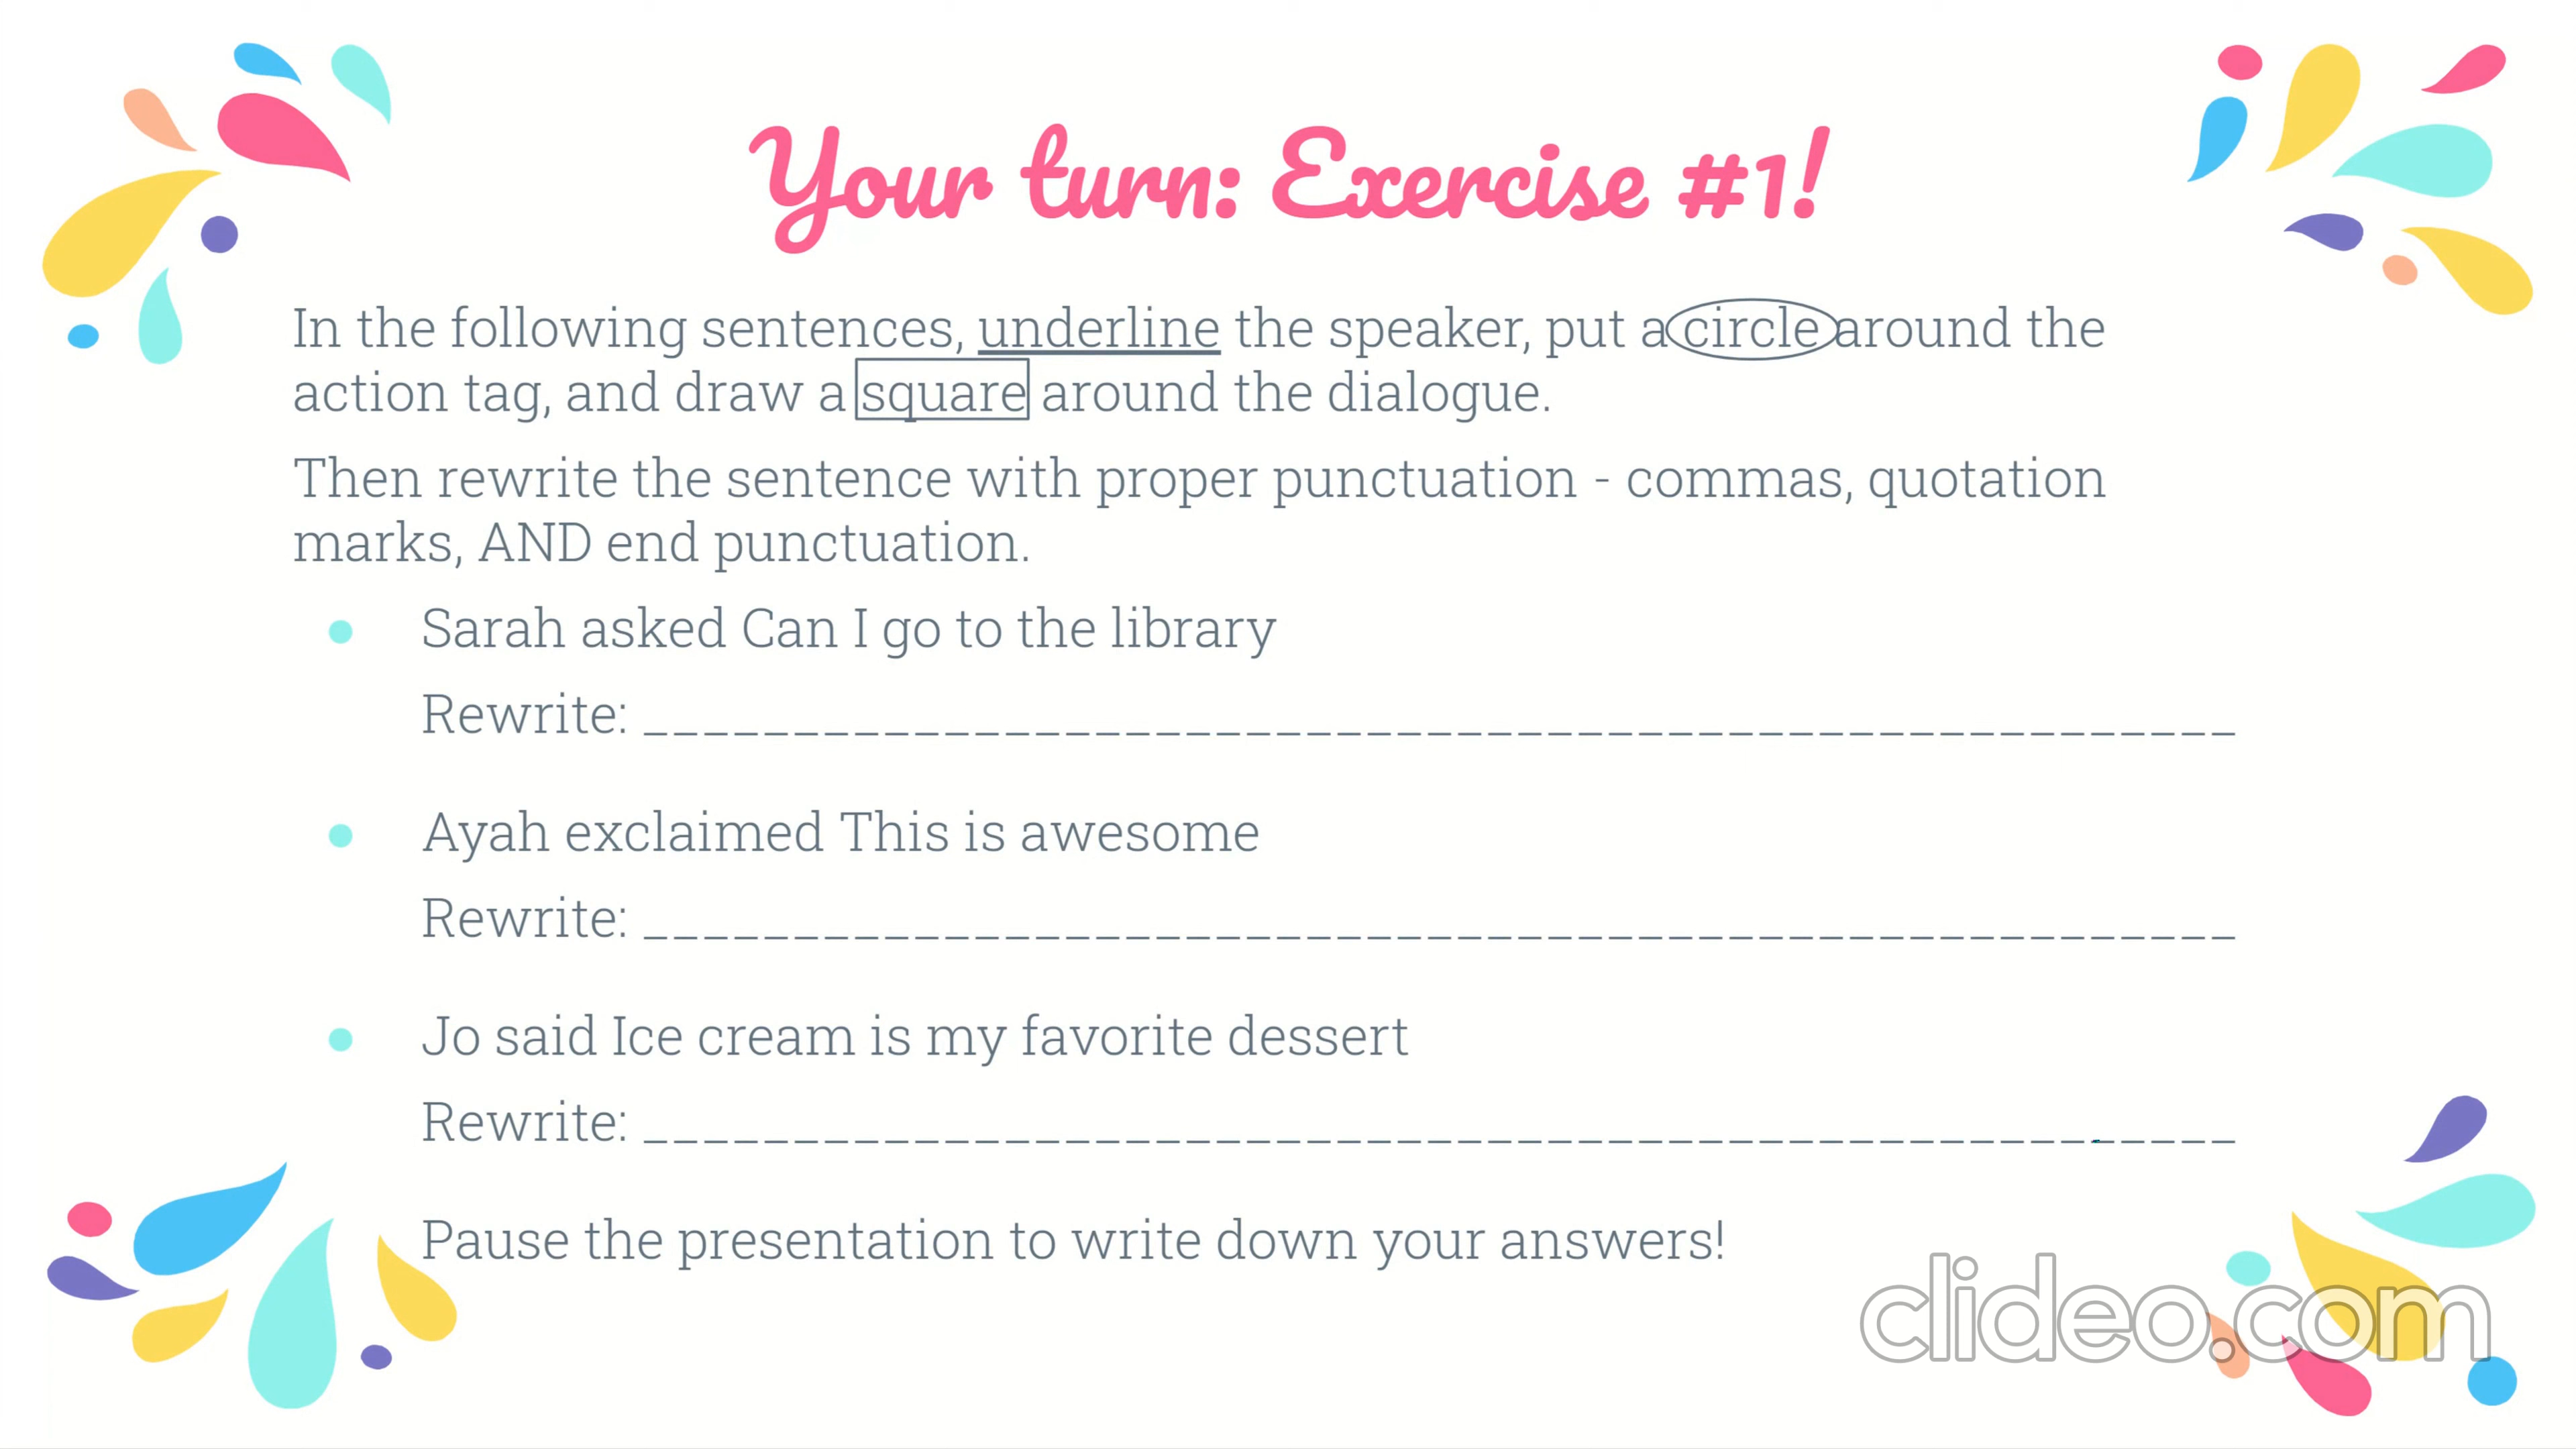 Your turn: Exercise #1!
In the following sentences, underline the speaker, put a circle around the
action tag, and draw a square around the dialogue.
Then rewrite the sentence with proper punctuation - commas, quotation
marks, AND end punctuation.
● Sarah asked Can I go to the library
Rewrite: _____________________________________________________
● Ayah exclaimed This is awesome
Rewrite: _____________________________________________________
● Jo said Ice cream is my favorite dessert
Rewrite: _____________________________________________________
Pause the presentation to write down your answers!
clideo.com